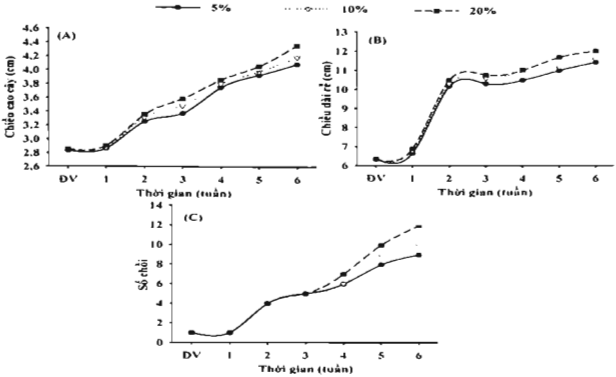 5% 10% 20%
(A)
Chiều cao cây (cm)
4.6
4.2
4.0
3.8
3.6
3.4
3.2
3.0
2.8
2.6
ĐV 1 2 3 4 5 6
Thời gian (tuần)
(B)
Chiều dài rễ (cm)
13
12
11
10
9
8
7
6
ĐV 1 2 3 4 5 6
Thời gian (tuần)
(C)
Số chồi
14
12
10
8
6
4
2
0
ĐV 1 2 3 4 5 6
Thời gian (tuần)